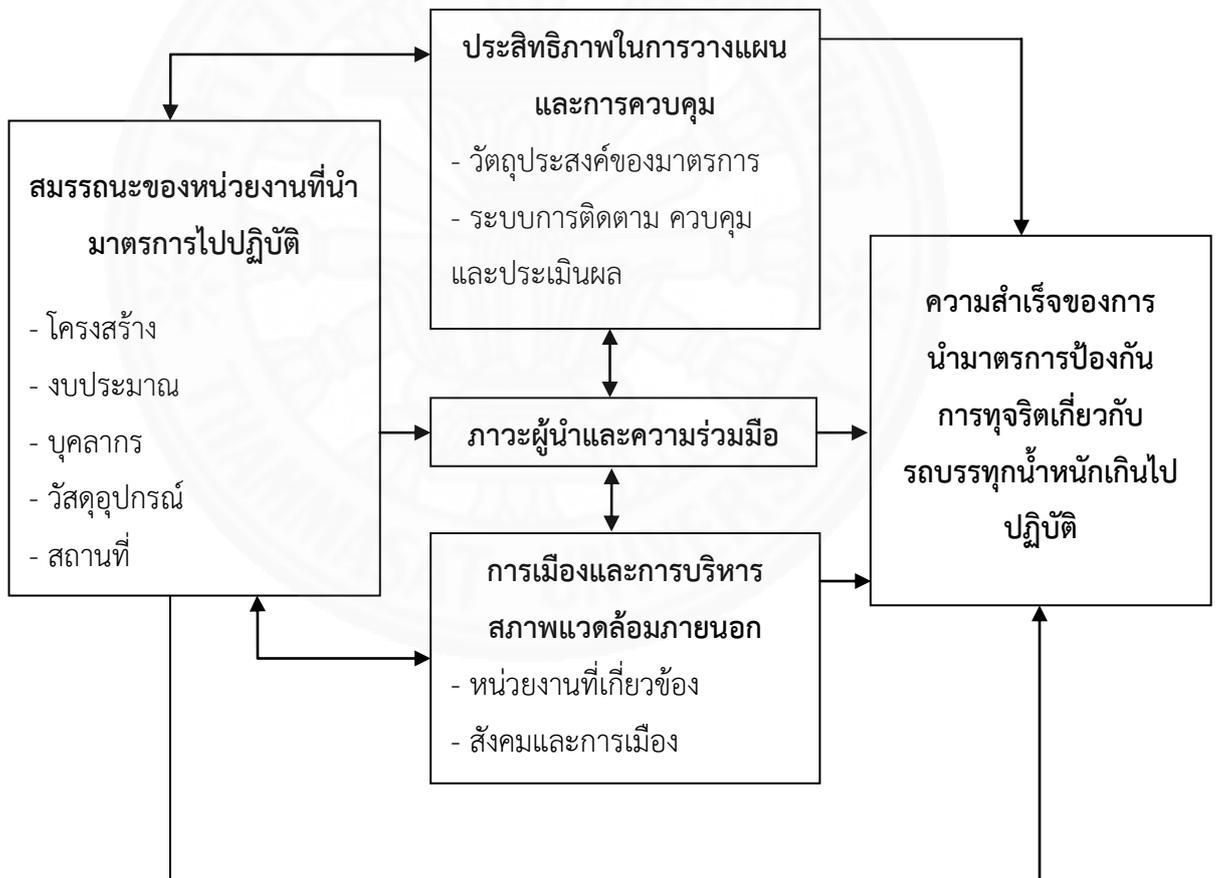 ประสิทธิภาพในการวางแผน
และการควบคุม
- วัตถุประสงค์ของมาตรการ
- ระบบการติดตาม ควบคุม
และประเมินผล
สมรรถนะของหน่วยงานที่นำ
มาตรการไปปฏิบัติ
- โครงสร้าง
- งบประมาณ
- บุคลากร
- วัสดุอุปกรณ์
- สถานที่
ภาวะผู้นำและความร่วมมือ
การเมืองและการบริหาร
สภาพแวดล้อมภายนอก
- หน่วยงานที่เกี่ยวข้อง
- สังคมและการเมือง
ความสำเร็จของการ
นำมาตรการป้องกัน
การทุจริตเกี่ยวกับ
รถบรรทุกน้ำหนักเกินไป
ปฏิบัติ
THAMMASAT UNIVERSITY